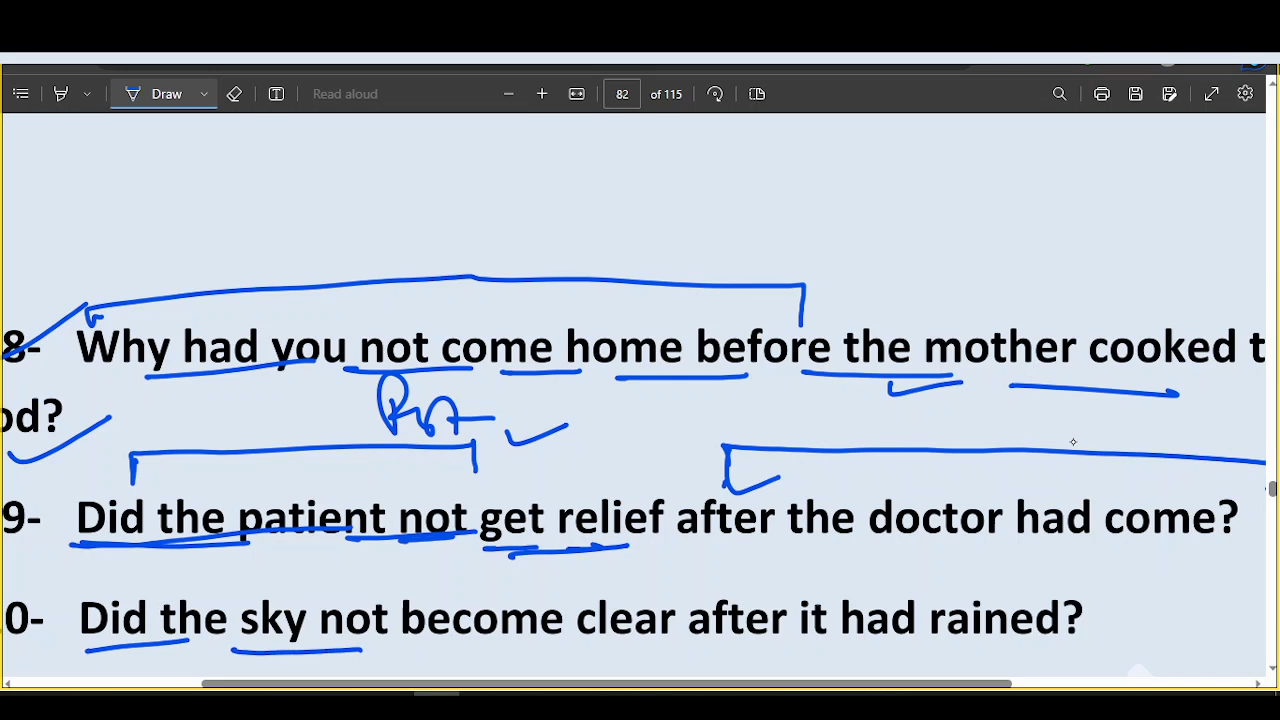 Draw Read aloud 82 of 115
8- Why had you not come home before the mother cooked t
od?
9- Did the patient not get relief after the doctor had come?
0- Did the sky not become clear after it had rained?